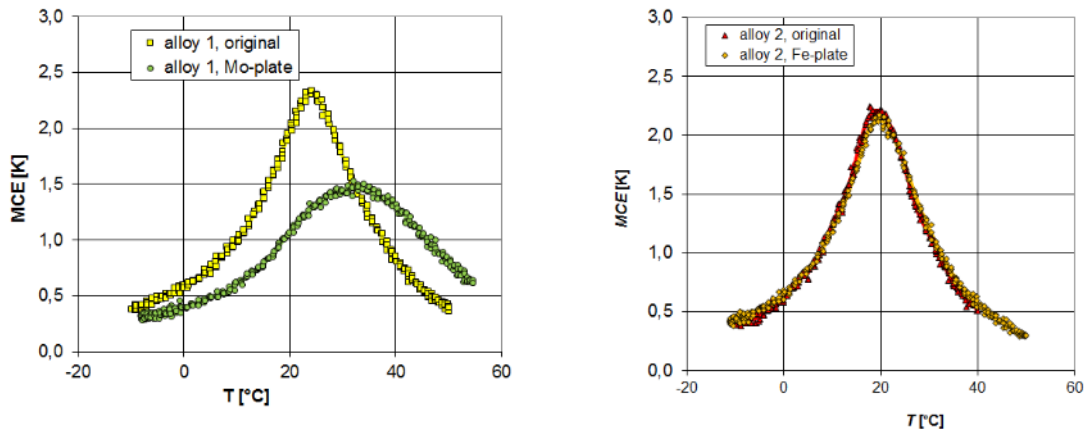 3,0
alloy 1, original
alloy 1, Mo-plate
2,5
2,0
MCE [K]
1,5
1,0
0,5
0,0
-20 0 20 40 60
T [°C]
3,0
alloy 2, original
alloy 2, Fe-plate
2,5
2,0
MCE [K]
1,5
1,0
0,5
0,0
-20 0 20 40 60
T [°C]